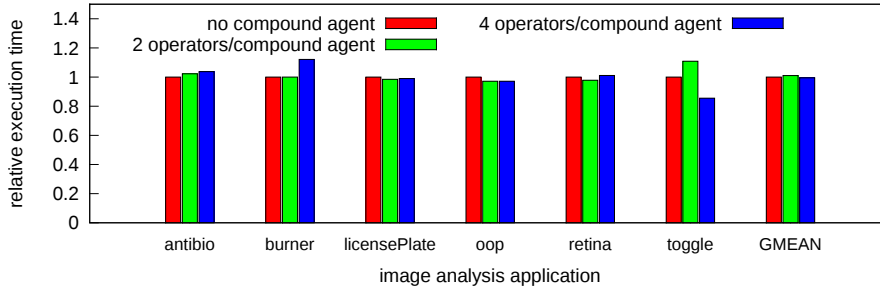 no compound agent
2 operators/compound agent
4 operators/compound agent
relative execution time
1.4
1.2
1
0.8
0.6
0.4
0.2
0
antibio burner licensePlate oop retina toggle GMEAN
image analysis application